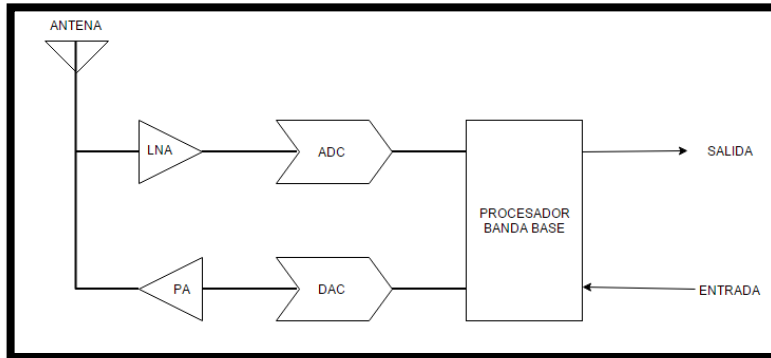 ANTENA
LNA
ADC
SALIDA
PROCESADOR
BANDA BASE
PA
DAC
ENTRADA